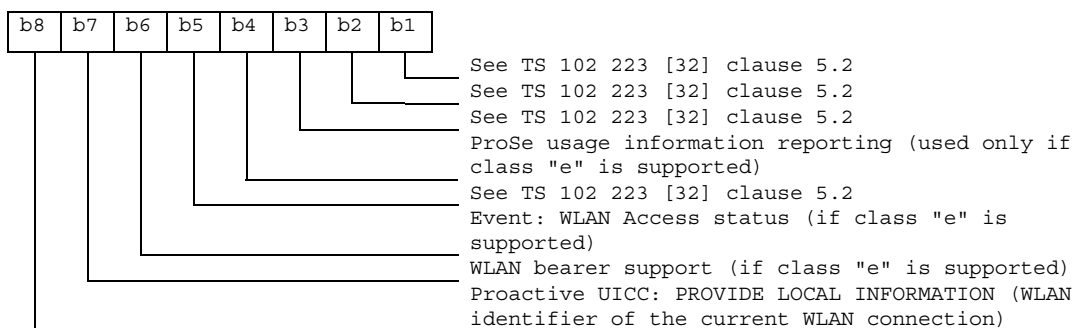 b8 b7 b6 b5 b4 b3 b2 b1
See TS 102 223 [32] clause 5.2
See TS 102 223 [32] clause 5.2
See TS 102 223 [32] clause 5.2
ProSe usage information reporting (used only if
class "e" is supported)
See TS 102 223 [32] clause 5.2
Event: WLAN Access status (if class "e" is
supported)
WLAN bearer support (if class "e" is supported)
Proactive UICC: PROVIDE LOCAL INFORMATION (WLAN
identifier of the current WLAN connection)